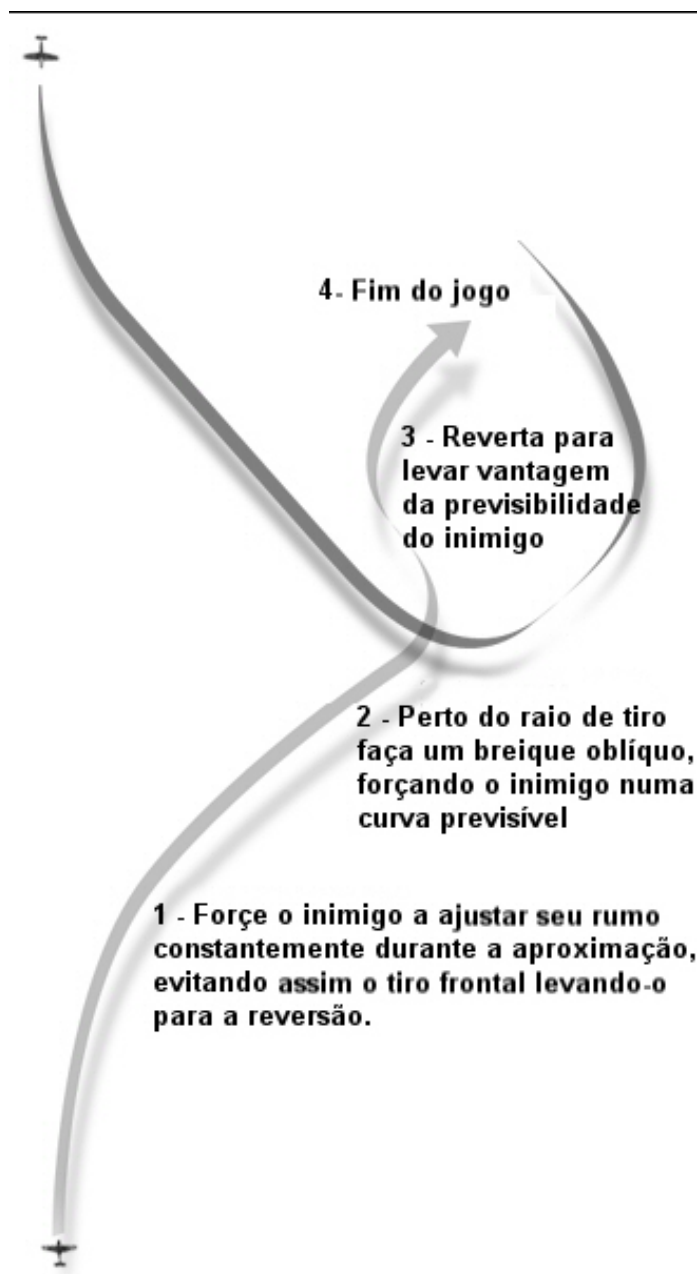 4- Fim do jogo
3 - Reverta para
levar vantagem
da previsibilidade
do inimigo
2 - Perto do raio de tiro
faça um breique oblíquo,
forçando o inimigo numa
curva previsível
1 - Forçe o inimigo a ajustar seu rumo
constantemente durante a aproximação,
evitando assim o tiro frontal levando-o
para a reversão.